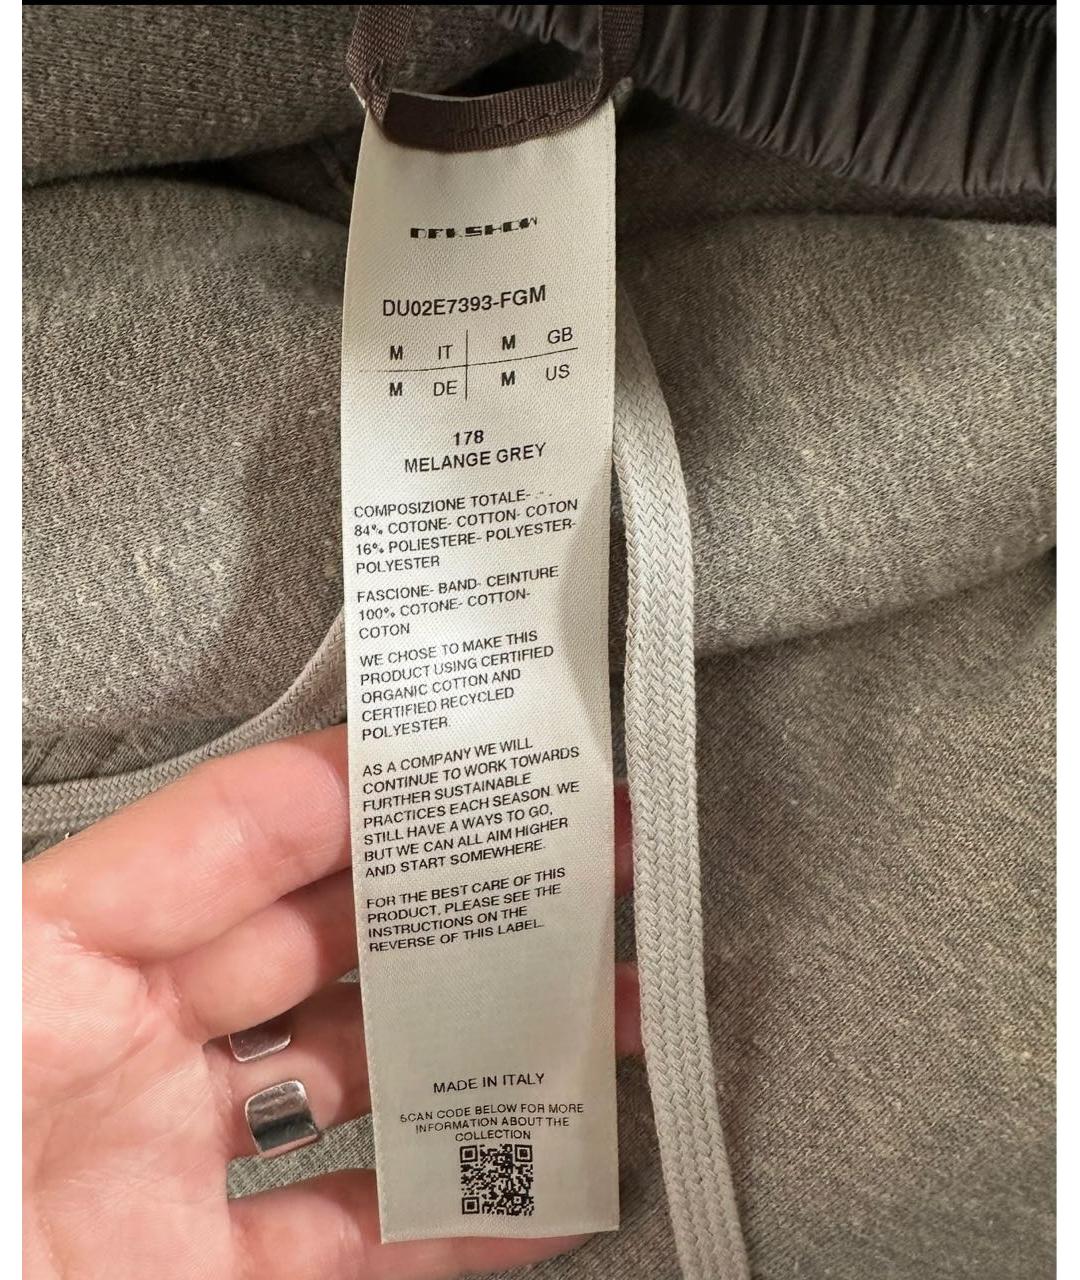 DRKSHDW
DU02E7393-FGM
M IT M GB
M DE M US
178
MELANGE GREY
COMPOSIZIONE TOTALE- - -
84% COTONE- COTTON- COTON
16% POLIESTERE- POLYESTER-
POLYESTER
FASCIONE- BAND- CEINTURE
100% COTONE- COTTON-
COTON
WE CHOSE TO MAKE THIS
PRODUCT USING CERTIFIED
ORGANIC COTTON AND
CERTIFIED RECYCLED
POLYESTER.
AS A COMPANY WE WILL
CONTINUE TO WORK TOWARDS
FURTHER SUSTAINABLE
PRACTICES EACH SEASON. WE
STILL HAVE A WAYS TO GO,
BUT WE CAN ALL AIM HIGHER
AND START SOMEWHERE.
FOR THE BEST CARE OF THIS
PRODUCT, PLEASE SEE THE
INSTRUCTIONS ON THE
REVERSE OF THIS LABEL.
MADE IN ITALY
SCAN CODE BELOW FOR MORE
INFORMATION ABOUT THE
COLLECTION